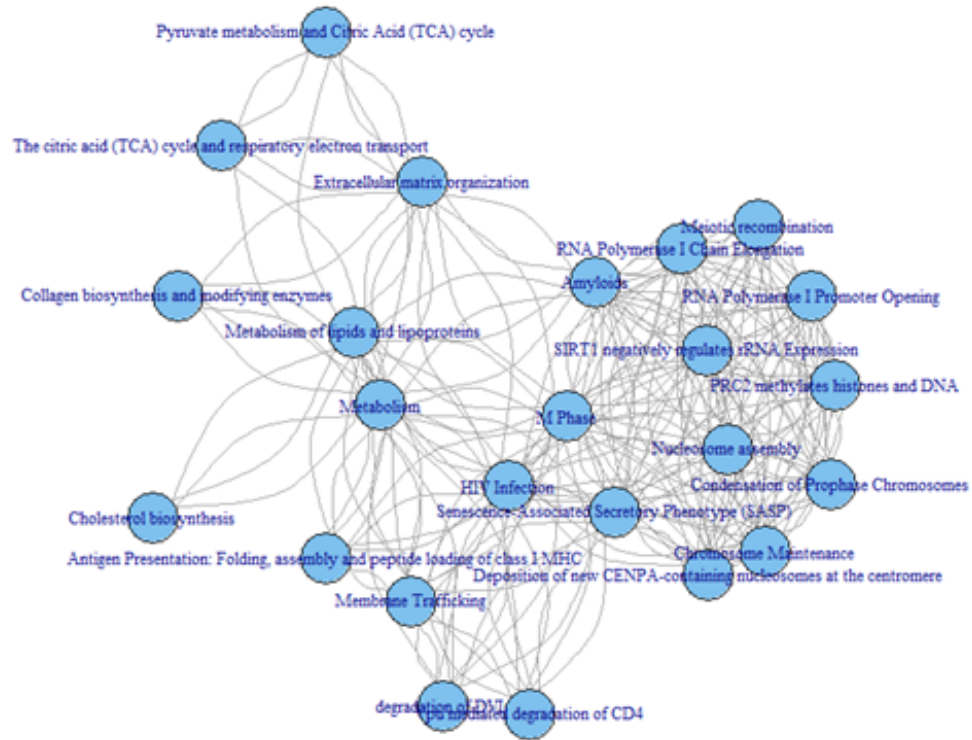 Pyruvate metabolism and Citric Acid (TCA) cycle
The citric acid (TCA) cycle and respiratory electron transport
Extracellular matrix organization
Meiotic recombination
RNA Polymerase I Chain Elongation
Amyloids
Collagen biosynthesis and modifying enzymes
RNA Polymerase I Promoter Opening
Metabolism of lipids and lipoproteins
SIRT1 negatively regulates rRNA Expression
PRC2 methylates histones and DNA
Metabolism
M Phase
Nucleosome assembly
Condensation of Prophase Chromosomes
HIV Infection
Senescence-Associated Secretory Phenotype (SASP)
Cholesterol biosynthesis
Chromosome Maintenance
Antigen Presentation: Folding, assembly and peptide loading of class I MHC
Deposition of new CENPA-containing nucleosomes at the centromere
Membrane Trafficking
degradation of DVL
mediated degradation of CD4